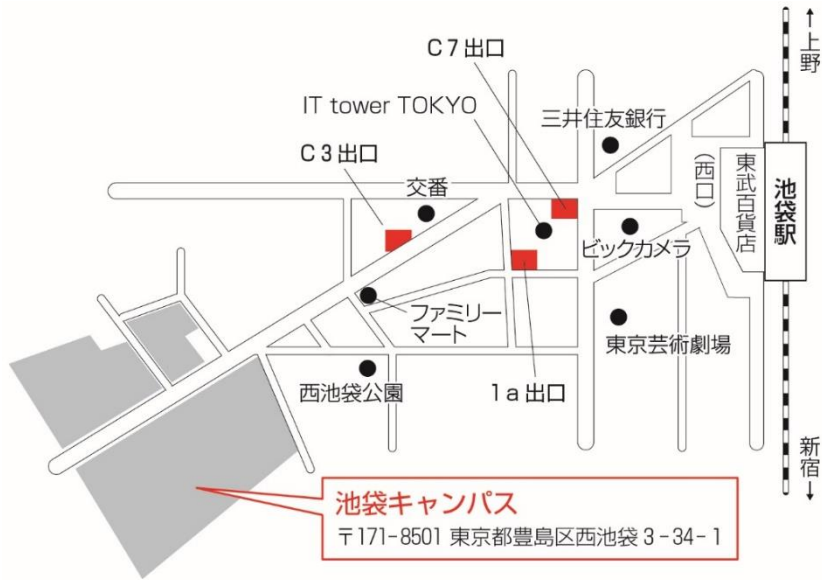 C7出口
↑上野
IT tower TOKYO
三井住友銀行
C3出口
交番
(西口)
東武百貨店
池袋駅
ビックカメラ
ファミリー
マート
東京芸術劇場
西池袋公園
1a出口
新宿↓
池袋キャンパス
〒171-8501 東京都豊島区西池袋3-34-1